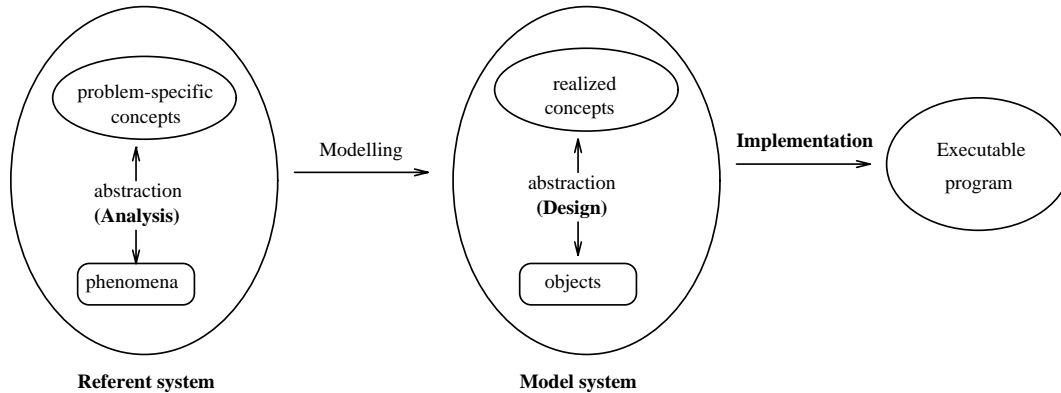 problem-specific
concepts
abstraction
(Analysis)
phenomena
Referent system
Modelling
realized
concepts
abstraction
(Design)
objects
Model system
Implementation
Executable
program